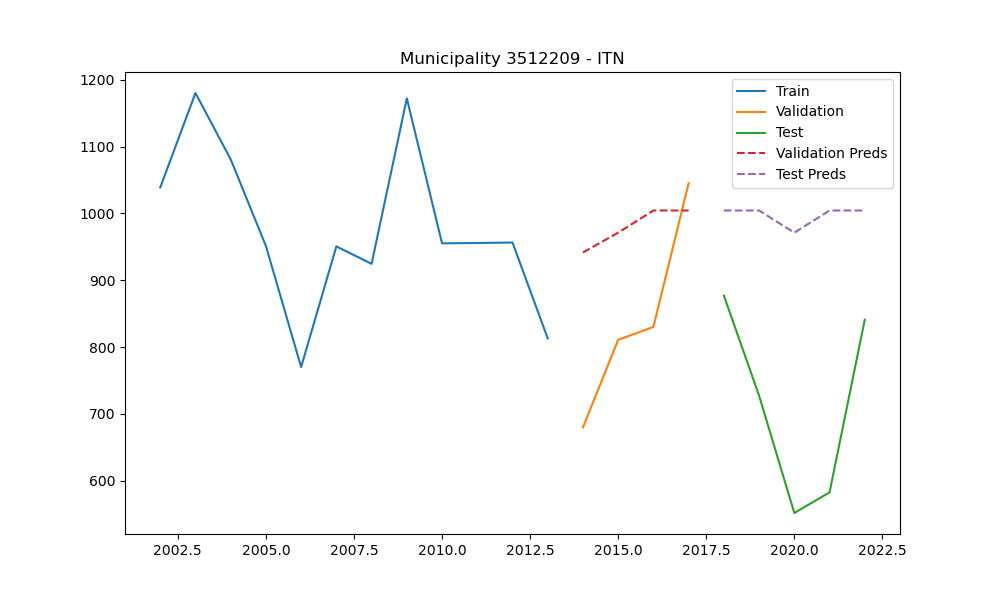 Municipality 3512209 - ITN
1200
1100
1000
900
800
700
600
2002.5
2005.0
2007.5
2010.0
2012.5
2015.0
2017.5
2020.0
2022.5
Train
Validation
Test
Validation Preds
Test Preds